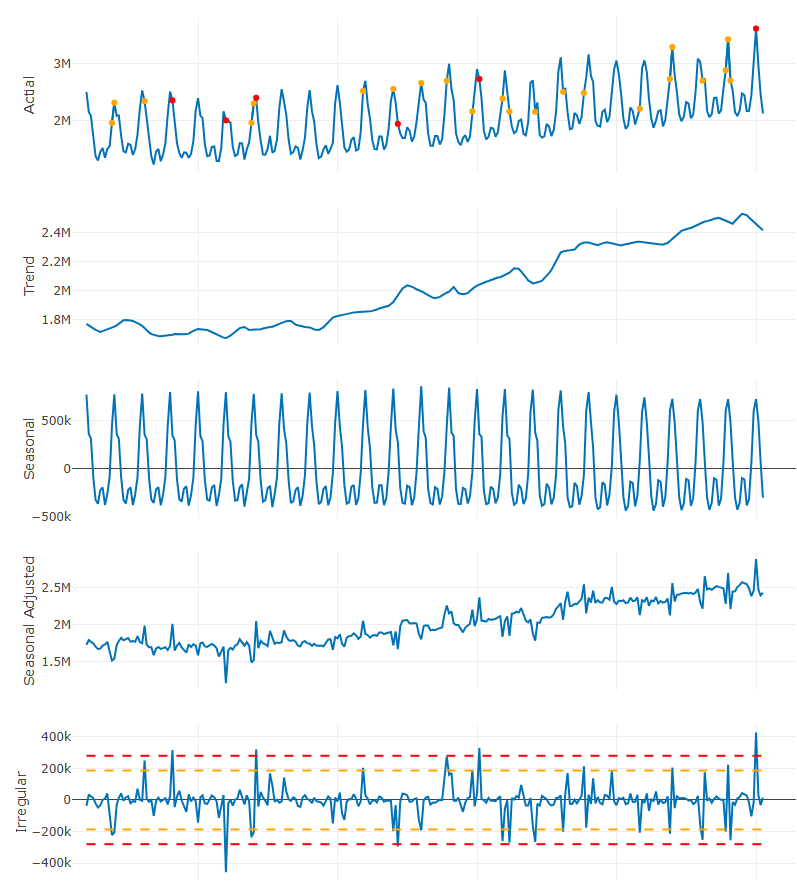 3M
2M
Actial
2.4M
2.2M
2M
1.8M
Trend
500k
0
−500k
Seasonal
2.5M
2M
1.5M
Seasonal Adjusted
400k
200k
0
−200k
−400k
Irregular